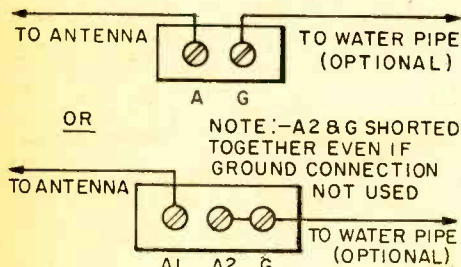 TO ANTENNA
TO WATER PIPE
(OPTIONAL)
A G
OR
NOTE:-A2 & G SHORTED
TOGETHER EVEN IF
GROUND CONNECTION
NOT USED
TO ANTENNA
TO WATER PIPE
(OPTIONAL)
A1 A2 G